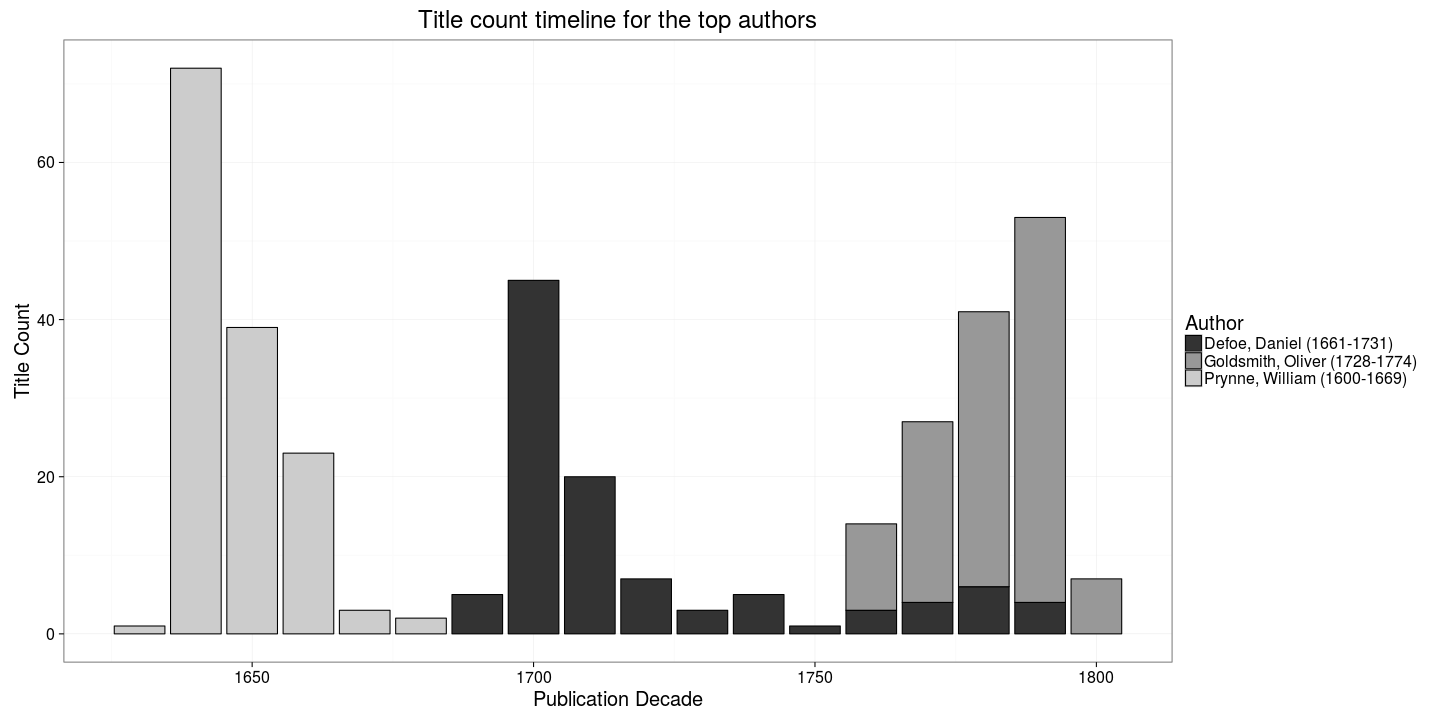 Title count timeline for the top authors
60
40
20
0
Title Count
1650
1700
1750
1800
Publication Decade
Author
Defoe, Daniel (1661-1731)
Goldsmith, Oliver (1728-1774)
Prynne, William (1600-1669)